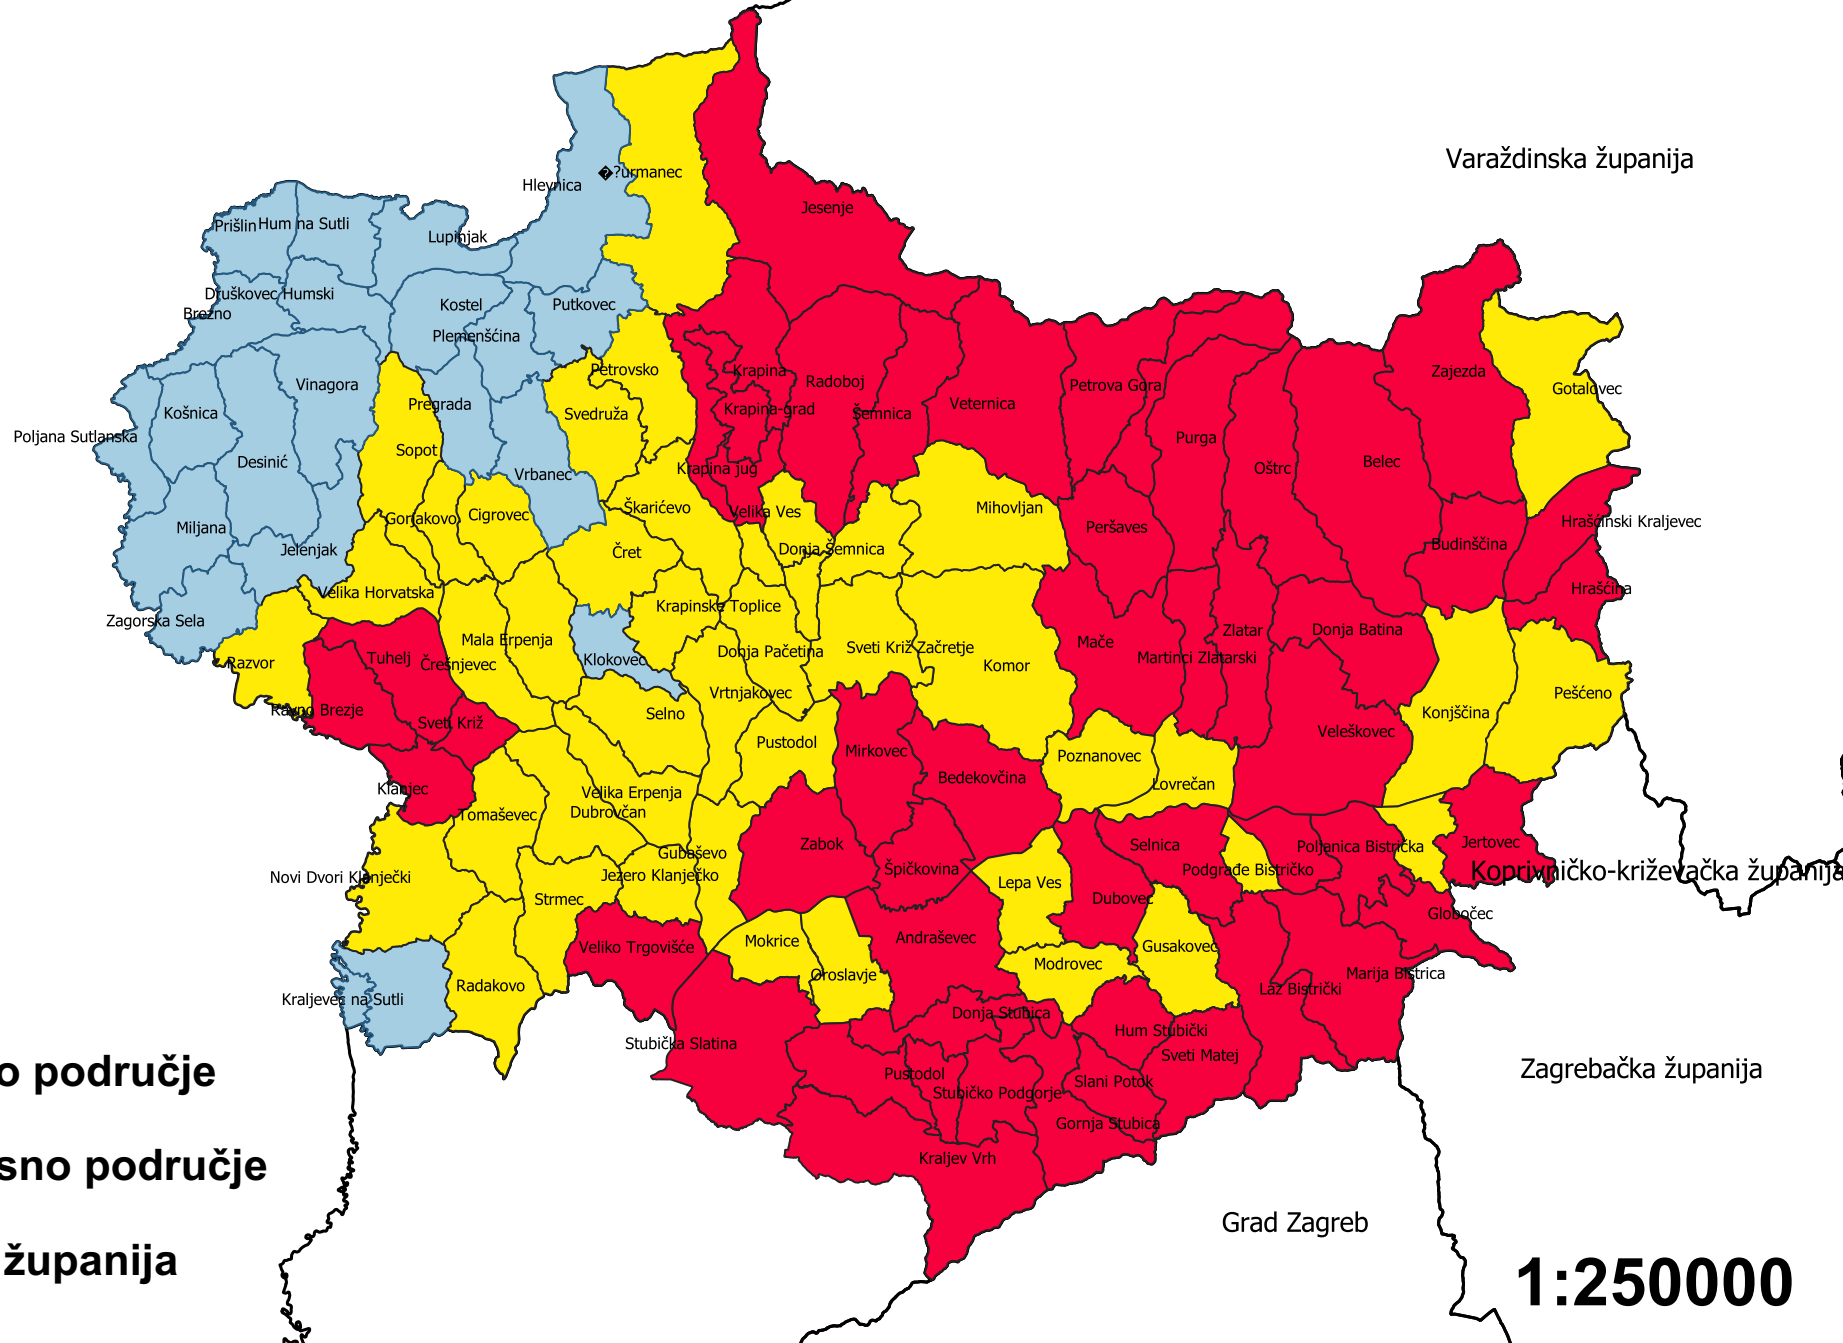 Varaždinska županija
�?urmanec
Hlevnica
Jesenje
Prišlin
Hum na Sutli
Lupinjak
Druškovec Humski
Brezno
Kostel
Putkovec
Plemenšćina
Petrovsko
Krapina
Radoboj
Petrova Gora
Zajezda
Gotalovec
Vinagora
Košnica
Pregrada
Svedruža
Krapina-grad
Šemnica
Veternica
Poljana Sutlanska
Sopot
Purga
Desinić
Vrbanec
Krapina jug
Oštrc
Belec
Škarićevo
Velika Ves
Mihovljan
Miljana
Gorjakovo
Cigrovec
Peršaves
Hrašćinski Kraljevec
Jelenjak
Čret
Donja Šemnica
Budinščina
Velika Horvatska
Krapinske Toplice
Hrašćina
Zagorska Sela
Mala Erpenja
Donja Pačetina
Sveti Križ Začretje
Mače
Zlatar
Donja Batina
Razvor
Tuhelj
Črešnjevec
Klokovec
Komor
Martinci Zlatarski
Vrtnjakovec
Pešćeno
Ravno Brezje
Sveti Križ
Selno
Konjščina
Pustodol
Mirkovec
Veleškovec
Poznanovec
Bedekovčina
Lovrečan
Klanjec
Velika Erpenja
Tomaševec
Dubrovčan
Zabok
Selnica
Poljanica Bistrička
Jertovec
Gubaševo
Novi Dvori Klanječki
Jezero Klanječko
Špičkovina
Podgrađe Bistričko
Koprivničko-križevačka županija
Lepa Ves
Strmec
Dubovec
Globočec
Veliko Trgovišće
Mokrice
Andraševec
Gusakovec
Oroslavje
Modrovec
Marija Bistrica
Kraljevec na Sutli
Radakovo
Laz Bistrički
Donja Stubica
Hum Stubički
Stubička Slatina
Sveti Matej
Zagrebačka županija
o područje
Pustodol
Slani Potok
Stubičko Podgorje
Gornja Stubica
sno područje
Kraljev Vrh
Grad Zagreb
županija
1:250000